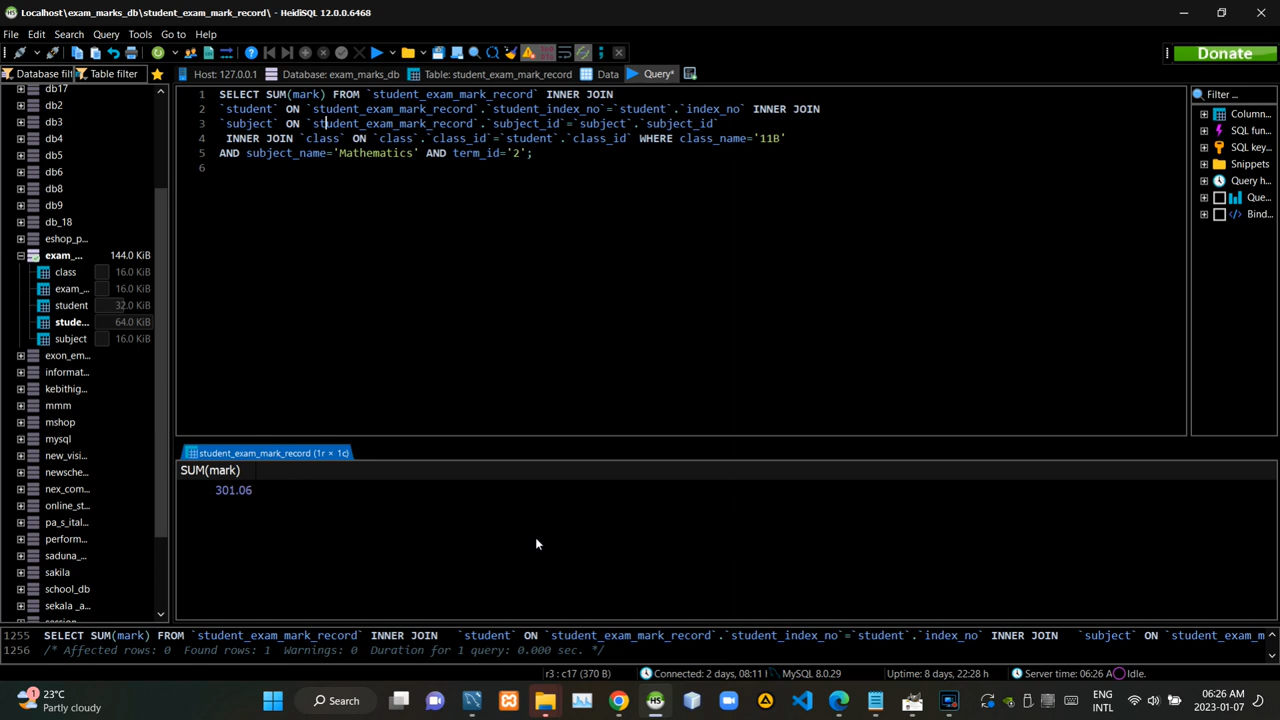 Localhost\exam_marks_db\student_exam_mark_record\ - HeidiSQL 12.0.0.6468
File Edit Search Query Tools Go to Help
Donate
Database filt Table filter
Host: 127.0.0.1 Database: exam_marks_db Table: student_exam_mark_record Data Query*
db17
db2
db3
db4
db5
db6
db8
db9
db_18
eshop_p...
exam_... 144.0 KiB
class 16.0 KiB
exam_... 16.0 KiB
student 32.0 KiB
stude... 64.0 KiB
subject 16.0 KiB
exon_em...
informat...
kebithig...
mmm
mshop
mysql
new_visi...
newsche...
nex_com...
online_st...
pa_s_ital...
perform...
saduna_...
sakila
school_db
sekala _a...
1 SELECT SUM(mark) FROM `student_exam_mark_record` INNER JOIN
2 `student` ON `student_exam_mark_record`.`student_index_no`=`student`.`index_no` INNER JOIN
3 `subject` ON `student_exam_mark_record`.`subject_id`=`subject`.`subject_id`
4 INNER JOIN `class` ON `class`.`class_id`=`student`.`class_id` WHERE class_name='11B'
5 AND subject_name='Mathematics' AND term_id='2';
6
Filter ...
Column...
SQL fun...
SQL key...
Snippets
Query h...
Que...
Bind...
student_exam_mark_record (1r × 1c)
SUM(mark)
301.06
1255 SELECT SUM(mark) FROM `student_exam_mark_record` INNER JOIN `student` ON `student_exam_mark_record`.`student_index_no`=`student`.`index_no` INNER JOIN `subject` ON `student_exam_m
1256 /* Affected rows: 0 Found rows: 1 Warnings: 0 Duration for 1 query: 0.000 sec. */
r3 : c17 (370 B) Connected: 2 days, 08:11 MySQL 8.0.29 Uptime: 8 days, 22:28 h Server time: 06:26 A Idle.
1 23°C
Partly cloudy
Search
ENG
INTL
06:26 AM
2023-01-07